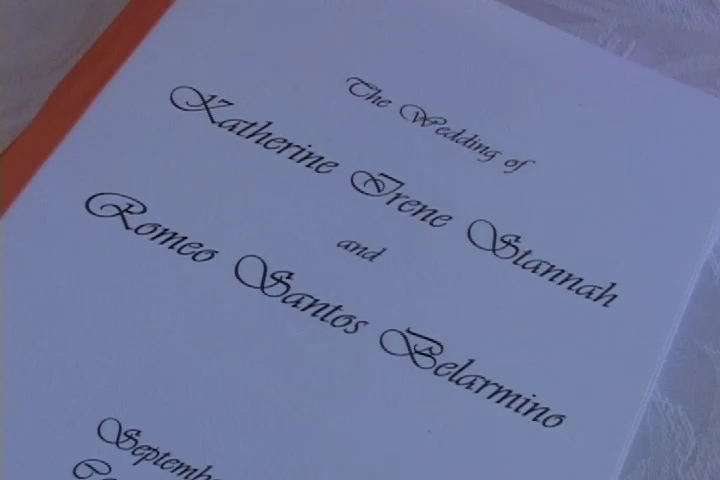 The Wedding of
Katherine Irene Stannah
and
Romeo Santos Belarmino